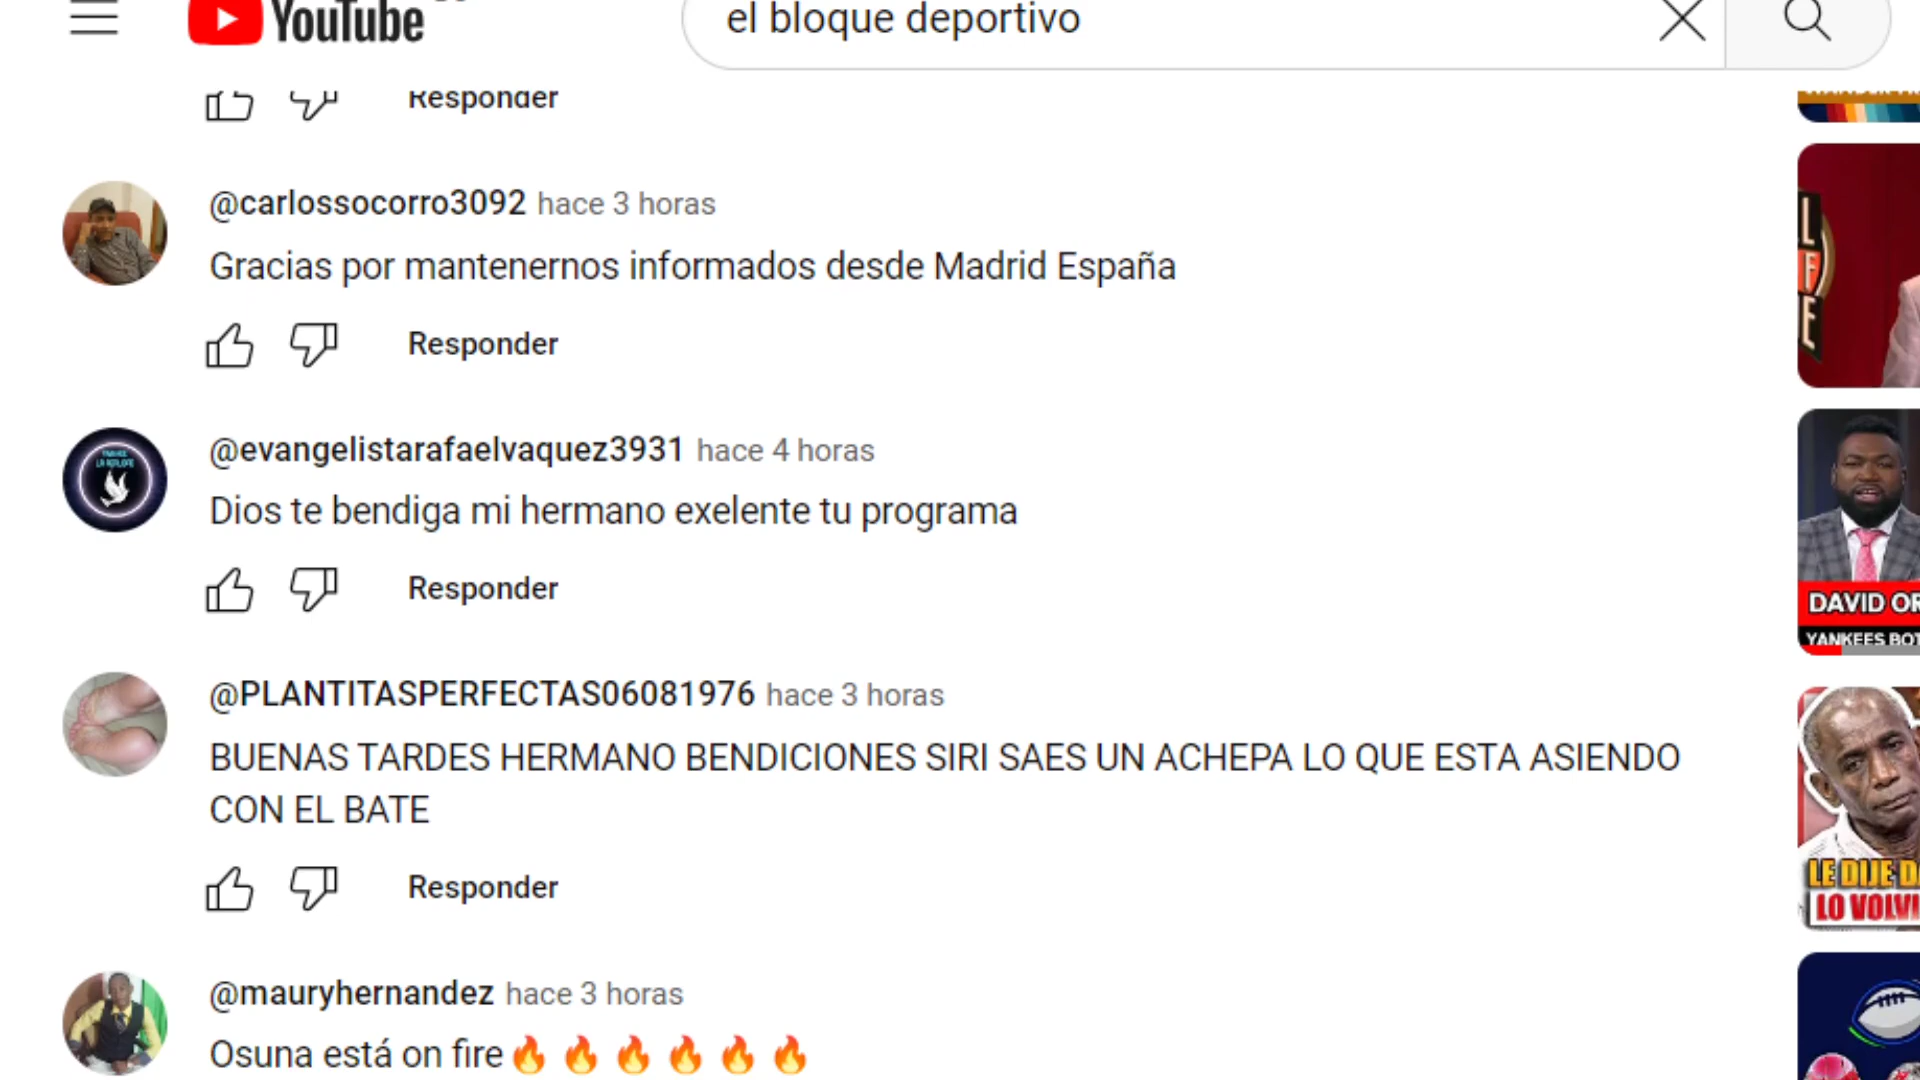 YouTube
el bloque deportivo
Responder
@carlossocorro3092 hace 3 horas
Gracias por mantenernos informados desde Madrid España
Responder
@evangelistarafaelvaquez3931 hace 4 horas
Dios te bendiga mi hermano exelente tu programa
Responder
@PLANTITASPERFECTAS06081976 hace 3 horas
BUENAS TARDES HERMANO BENDICIONES SIRI SAES UN ACHEPA LO QUE ESTA ASIENDO
CON EL BATE
Responder
@mauryhernandez hace 3 horas
Osuna está on fire🔥🔥🔥🔥🔥🔥
DAVID OR
YANKEES BOT
LE DIJE D
LO VOLVI